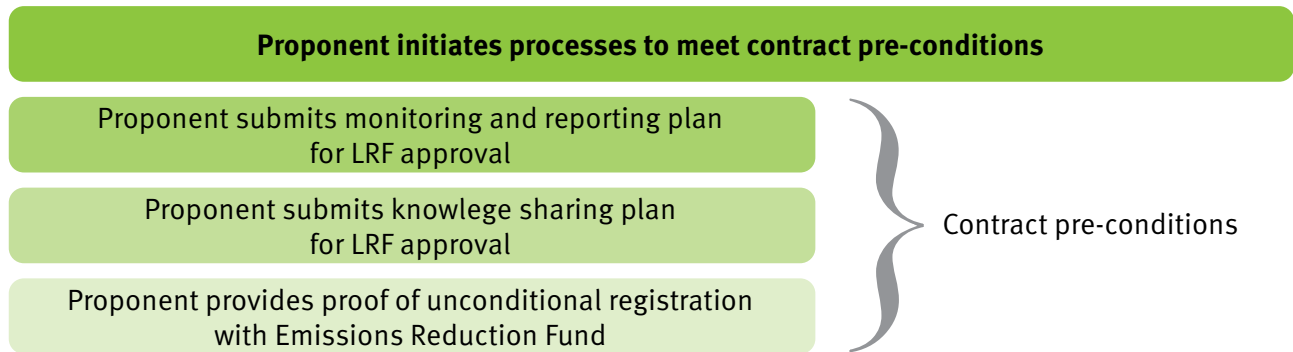 Proponent initiates processes to meet contract pre-conditions
Proponent submits monitoring and reporting plan
for LRF approval
Proponent submits knowlege sharing plan
for LRF approval
Contract pre-conditions
Proponent provides proof of unconditional registration
with Emissions Reduction Fund